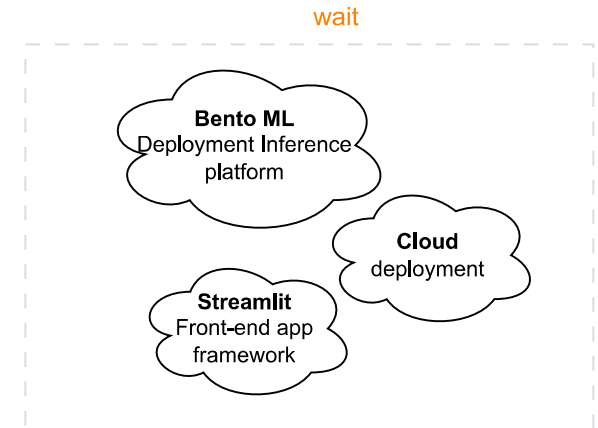 wait
Bento ML
Deployment Inference
platform
Cloud
deployment
Streamlit
Front-end app
framework